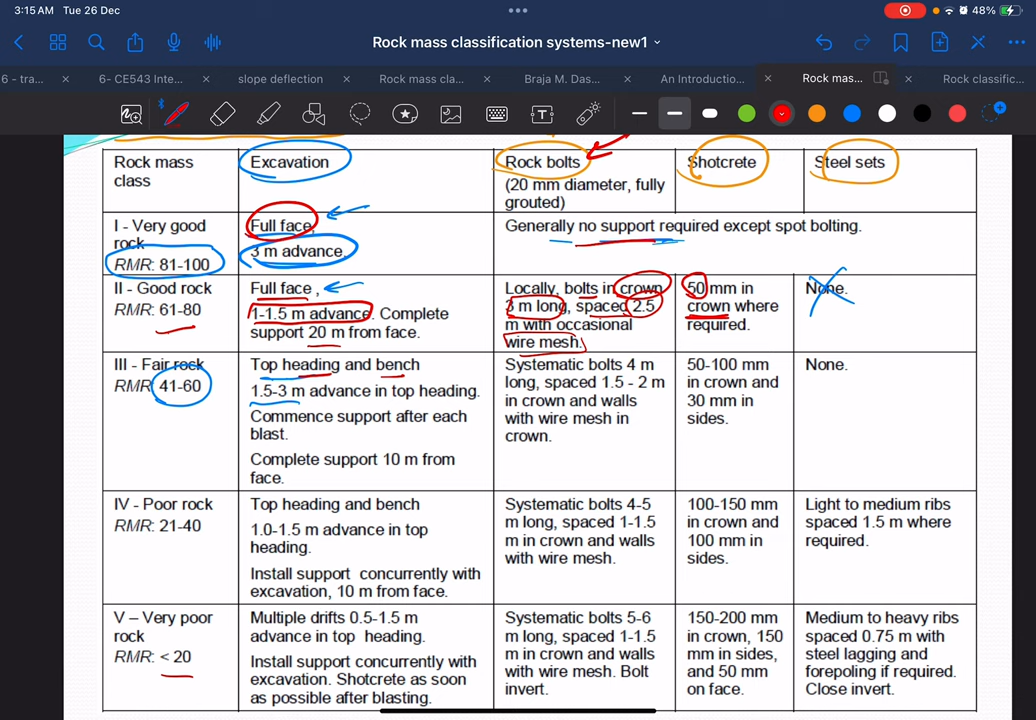 3:15 AM Tue 26 Dec
48%
Rock mass classification systems-new1
6 - tra...
6- CE543 Inte...
slope deflection
Rock mass cla...
Braja M. Das...
An Introductio...
Rock mas...
Rock classific...
Rock mass class
Excavation
Rock bolts
(20 mm diameter, fully
grouted)
Shotcrete
Steel sets
I - Very good
rock
RMR: 81-100
Full face,
3 m advance.
Generally no support required except spot bolting.
II - Good rock
RMR: 61-80
Full face ,
1-1.5 m advance. Complete
support 20 m from face.
Locally, bolts in crown
3 m long, spaced 2.5
m with occasional
wire mesh.
50 mm in
crown where
required.
None.
III - Fair rock
RMR: 41-60
Top heading and bench
1.5-3 m advance in top heading.
Commence support after each
blast.
Complete support 10 m from
face.
Systematic bolts 4 m
long, spaced 1.5 - 2 m
in crown and walls
with wire mesh in
crown.
50-100 mm
in crown and
30 mm in
sides.
None.
IV - Poor rock
RMR: 21-40
Top heading and bench
1.0-1.5 m advance in top
heading.
Install support concurrently with
excavation, 10 m from face.
Systematic bolts 4-5
m long, spaced 1-1.5
m in crown and walls
with wire mesh.
100-150 mm
in crown and
100 mm in
sides.
Light to medium ribs
spaced 1.5 m where
required.
V – Very poor
rock
RMR: < 20
Multiple drifts 0.5-1.5 m
advance in top heading.
Install support concurrently with
excavation. Shotcrete as soon
as possible after blasting.
Systematic bolts 5-6
m long, spaced 1-1.5
m in crown and walls
with wire mesh. Bolt
invert.
150-200 mm
in crown, 150
mm in sides,
and 50 mm
on face.
Medium to heavy ribs
spaced 0.75 m with
steel lagging and
forepoling if required.
Close invert.